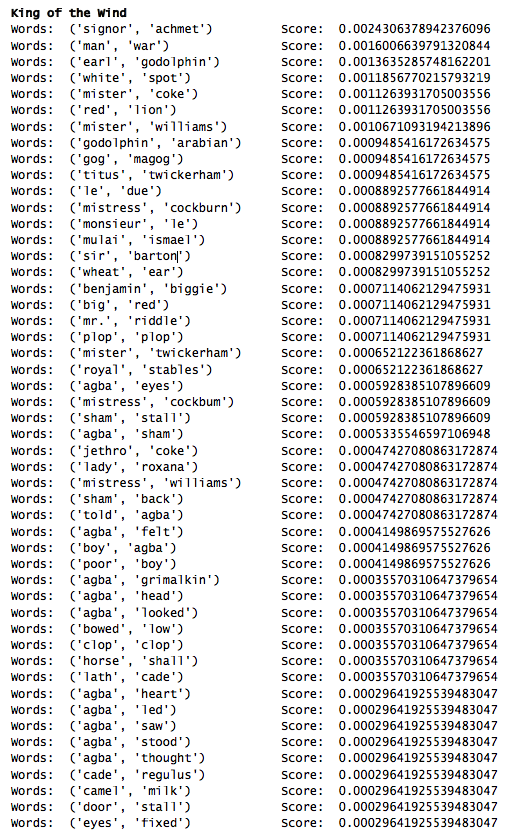 King of the Wind
Words:  ('signor', 'achmet')  Score:  0.0024306378942376096
Words:  ('man', 'war')  Score:  0.0016006639791320844
Words:  ('earl', 'godolphin')  Score:  0.0013635285748162201
Words:  ('white', 'spot')  Score:  0.0011856770215793219
Words:  ('mister', 'coke')  Score:  0.0011263931705003556
Words:  ('red', 'lion')  Score:  0.0011263931705003556
Words:  ('mister', 'williams')  Score:  0.0010671093194213896
Words:  ('godolphin', 'arabian')  Score:  0.0009485416172634575
Words:  ('gog', 'magog')  Score:  0.0009485416172634575
Words:  ('titus', 'twickerham')  Score:  0.0009485416172634575
Words:  ('le', 'due')  Score:  0.0008892577661844914
Words:  ('mistress', 'cockburn')  Score:  0.0008892577661844914
Words:  ('monsieur', 'le')  Score:  0.0008892577661844914
Words:  ('mulai', 'ismael')  Score:  0.0008892577661844914
Words:  ('sir', 'barton')  Score:  0.0008299739151055252
Words:  ('wheat', 'ear')  Score:  0.0008299739151055252
Words:  ('benjamin', 'biggie')  Score:  0.0007114062129475931
Words:  ('big', 'red')  Score:  0.0007114062129475931
Words:  ('mr.', 'riddle')  Score:  0.0007114062129475931
Words:  ('plop', 'plop')  Score:  0.0007114062129475931
Words:  ('mister', 'twickerham')  Score:  0.000652122361868627
Words:  ('royal', 'stables')  Score:  0.000652122361868627
Words:  ('agba', 'eyes')  Score:  0.0005928385107896609
Words:  ('mistress', 'cockbum')  Score:  0.0005928385107896609
Words:  ('sham', 'stall')  Score:  0.0005928385107896609
Words:  ('agba', 'sham')  Score:  0.0005335546597106948
Words:  ('jethro', 'coke')  Score:  0.00047427080863172874
Words:  ('lady', 'roxana')  Score:  0.00047427080863172874
Words:  ('mistress', 'williams')  Score:  0.00047427080863172874
Words:  ('sham', 'back')  Score:  0.00047427080863172874
Words:  ('told', 'agba')  Score:  0.00047427080863172874
Words:  ('agba', 'felt')  Score:  0.0004149869575527626
Words:  ('boy', 'agba')  Score:  0.0004149869575527626
Words:  ('poor', 'boy')  Score:  0.0004149869575527626
Words:  ('agba', 'grimalkin')  Score:  0.00035570310647379654
Words:  ('agba', 'head')  Score:  0.00035570310647379654
Words:  ('agba', 'looked')  Score:  0.00035570310647379654
Words:  ('bowed', 'low')  Score:  0.00035570310647379654
Words:  ('clop', 'clop')  Score:  0.00035570310647379654
Words:  ('horse', 'shall')  Score:  0.00035570310647379654
Words:  ('lath', 'cade')  Score:  0.00035570310647379654
Words:  ('agba', 'heart')  Score:  0.00029641925539483047
Words:  ('agba', 'led')  Score:  0.00029641925539483047
Words:  ('agba', 'saw')  Score:  0.00029641925539483047
Words:  ('agba', 'stood')  Score:  0.00029641925539483047
Words:  ('agba', 'thought')  Score:  0.00029641925539483047
Words:  ('cade', 'regulus')  Score:  0.00029641925539483047
Words:  ('camel', 'milk')  Score:  0.00029641925539483047
Words:  ('door', 'stall')  Score:  0.00029641925539483047
Words:  ('eyes', 'fixed')  Score:  0.00029641925539483047